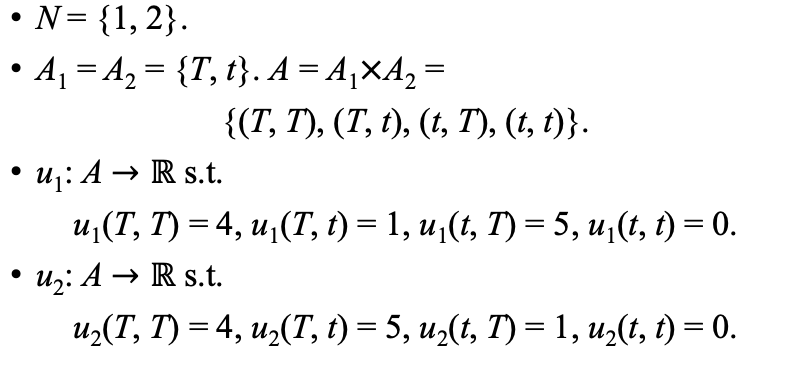 • N = {1, 2}.
• A₁ = A₂ = {T, t}. A = A₁×A₂ =
{(T, T), (T, t), (t, T), (t, t)}.
• u₁: A → ℝ s.t.
u₁(T, T) = 4, u₁(T, t) = 1, u₁(t, T) = 5, u₁(t, t) = 0.
• u₂: A → ℝ s.t.
u₂(T, T) = 4, u₂(T, t) = 5, u₂(t, T) = 1, u₂(t, t) = 0.